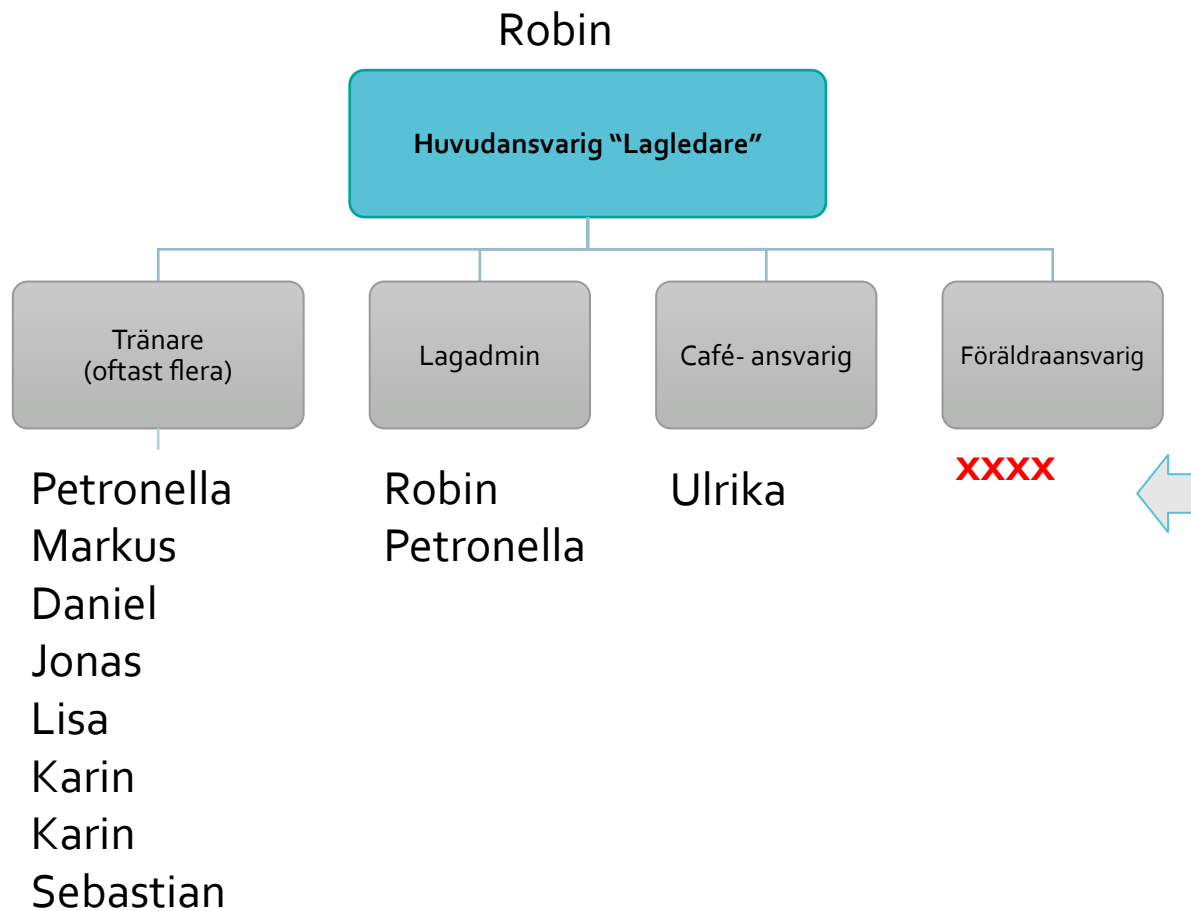 Robin
Huvudansvarig “Lagledare”
Tränare
(oftast flera)
Lagadmin
Café- ansvarig
Föräldraansvarig
Petronella
Markus
Daniel
Jonas
Lisa
Karin
Karin
Sebastian
Robin
Petronella
Ulrika
xxxx